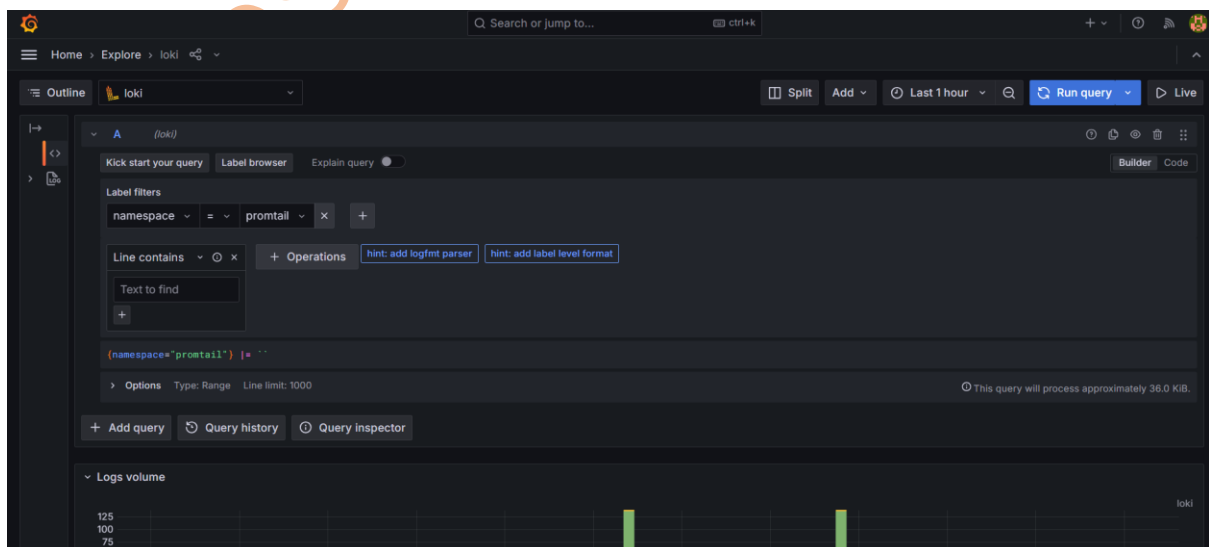 Search or jump to... ctrl+k
Home › Explore › loki
Outline loki Split Add Last 1 hour Run query Live
A (loki)
Kick start your query Label browser Explain query Builder Code
Label filters
namespace = promtail
Line contains + Operations hint: add logfmt parser hint: add label level format
Text to find
{namespace="promtail"} |= ``
Options Type: Range Line limit: 1000 This query will process approximately 36.0 KiB.
+ Add query Query history Query inspector
Logs volume
loki
125
100
75